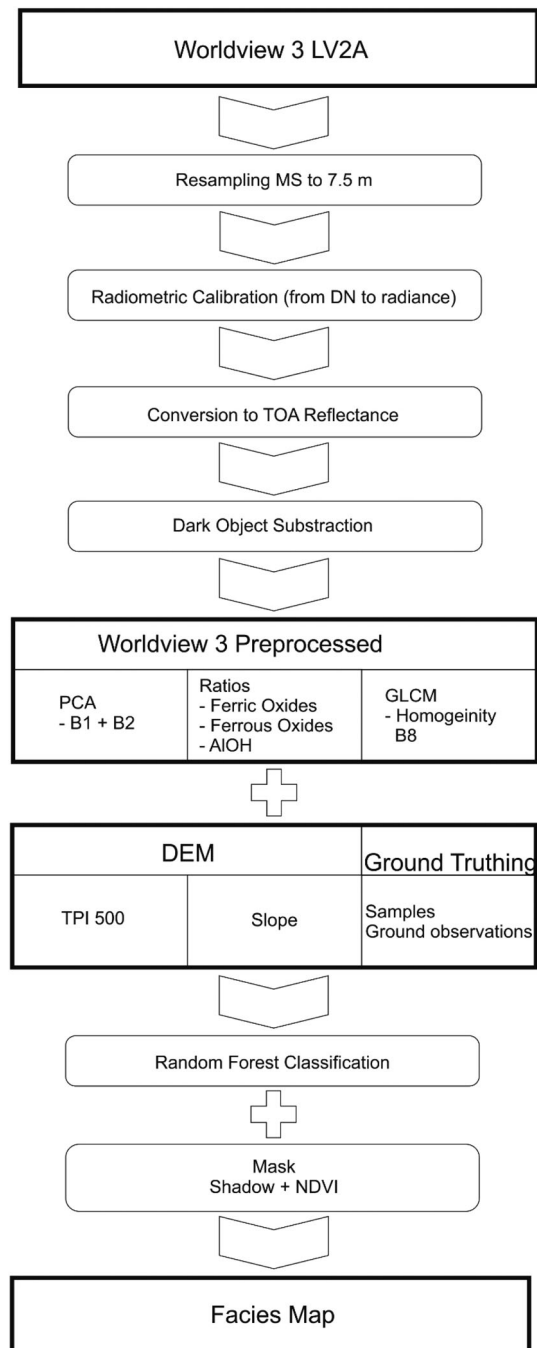 Worldview 3 LV2A
Resampling MS to 7.5 m
Radiometric Calibration (from DN to radiance)
Conversion to TOA Reflectance
Dark Object Substraction
Worldview 3 Preprocessed
PCA
- B1 + B2
Ratios
- Ferric Oxides
- Ferrous Oxides
- AlOH
GLCM
- Homogeinity
B8
DEM
Ground Truthing
TPI 500
Slope
Samples
Ground observations
Random Forest Classification
Mask
Shadow + NDVI
Facies Map